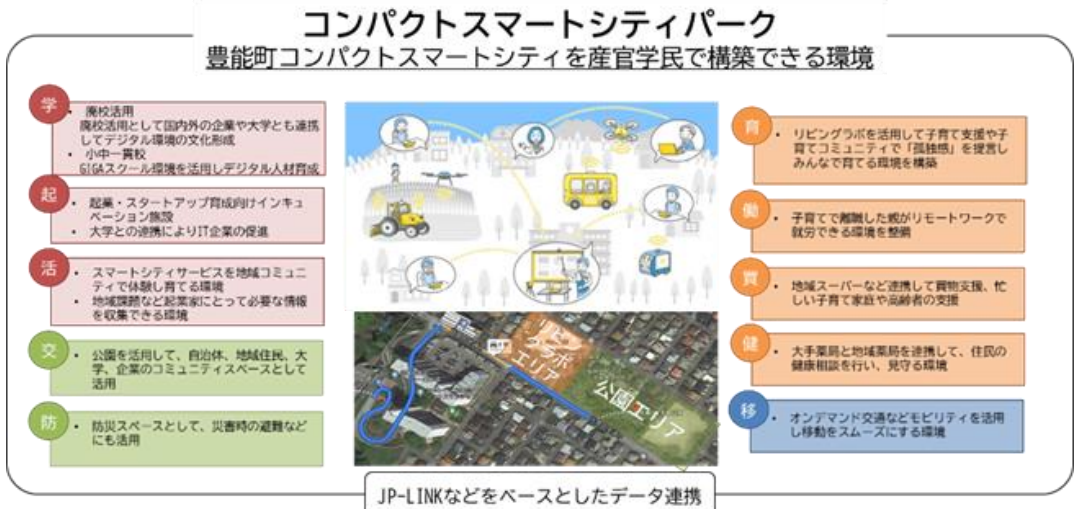 コンパクトスマートシティパーク
豊能町コンパクトスマートシティを産官学民で構築できる環境
学
• 廃校活用
廃校活用として国内外の企業や大学とも連携
してデジタル環境の文化形成
• 小中一貫校
GIGAスクール環境を活用しデジタル人材育成
起
• 起業・スタートアップ育成向けインキュ
ベーション施設
• 大学との連携によりIT企業の促進
活
• スマートシティサービスを地域コミュニ
ティで体験し育てる環境
• 地域課題など起業家にとって必要な情報
を収集できる環境
交
• 公園を活用して、自治体、地域住民、大
学、企業のコミュニティスペースとして
活用
防
• 防災スペースとして、災害時の避難など
にも活用
リビン
グラボ
エリア
公園エリア
育
• リビングラボを活用して子育て支援や子
育てコミュニティで「孤独感」を提言し
みんなで育てる環境を構築
働
• 子育てで離職した親がリモートワークで
就労できる環境を整備
買
• 地域スーパーなど連携して買物支援、忙
しい子育て家庭や高齢者の支援
健
• 大手薬局と地域薬局を連携して、住民の
健康相談を行い、見守る環境
移
• オンデマンド交通などモビリティを活用
し移動をスムーズにする環境
JP-LINKなどをベースとしたデータ連携